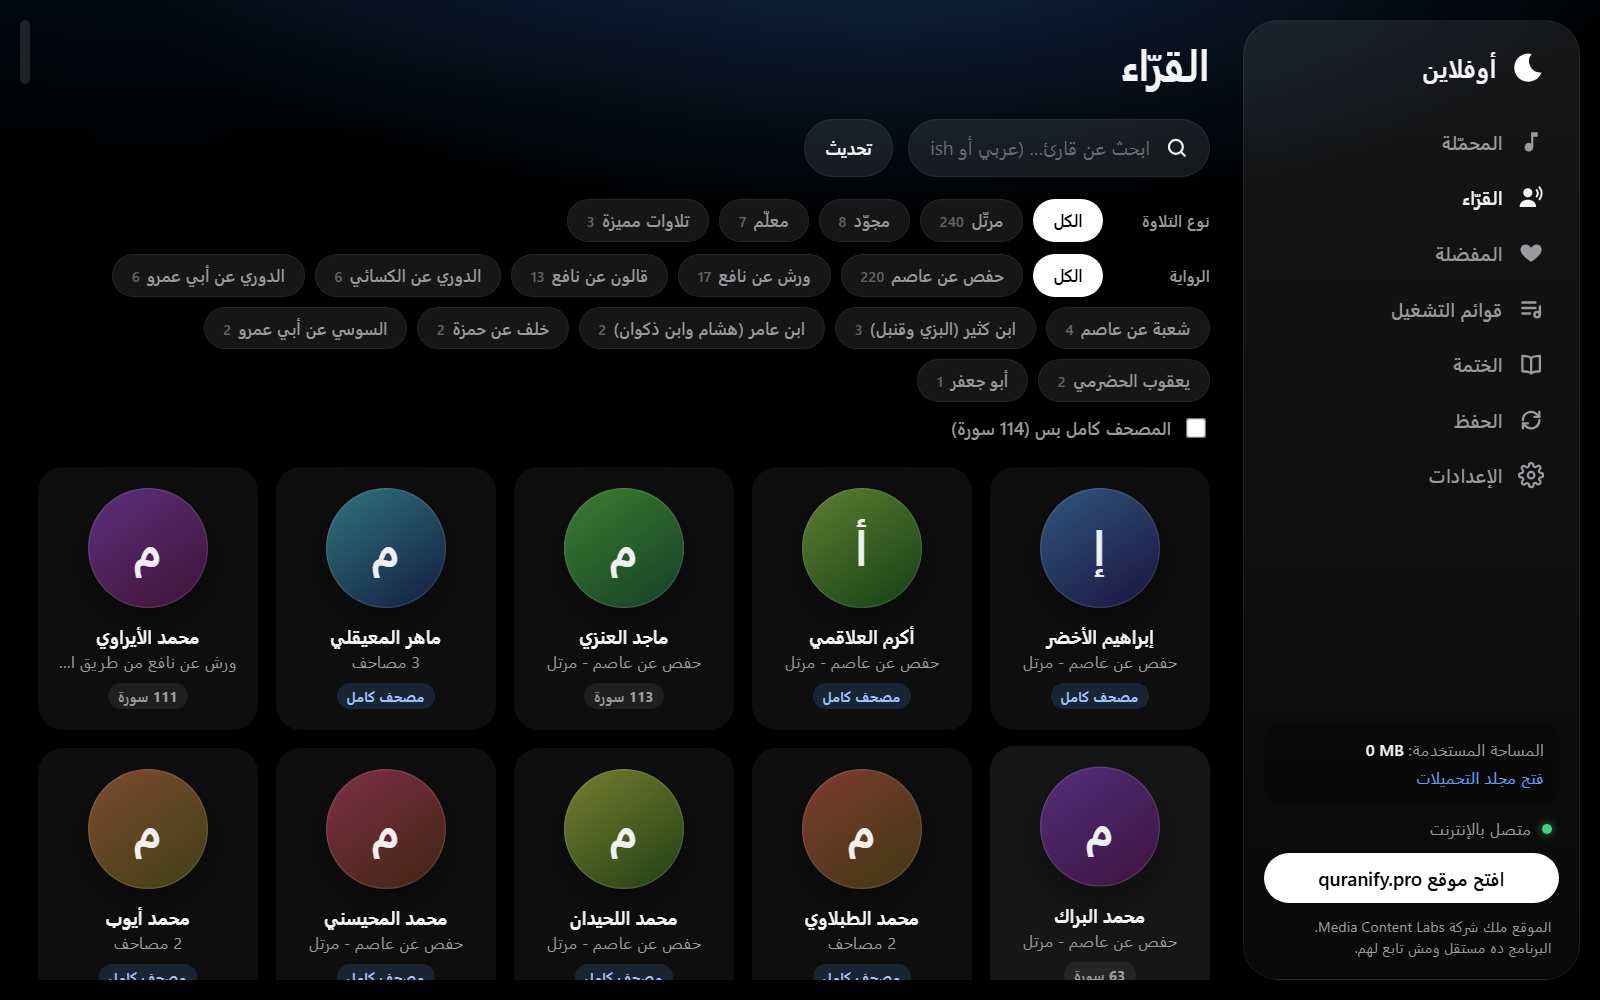 أوفلاين
المحمّلة
القرّاء
المفضلة
قوائم التشغيل
الختمة
الحفظ
الإعدادات
المساحة المستخدمة: 0 MB
فتح مجلد التحميلات
متصل بالإنترنت
افتح موقع quranify.pro
الموقع ملك شركة Media Content Labs.
البرنامج ده مستقل ومش تابع لهم.
القرّاء
ابحث عن قارئ... (عربي أو ish
تحديث
نوع التلاوة الكل مرتّل 240 مجوّد 8 معلّم 7 تلاوات مميزة 3
الرواية الكل حفص عن عاصم 220 ورش عن نافع 17 قالون عن نافع 13 الدوري عن الكسائي 6 الدوري عن أبي عمرو 6
شعبة عن عاصم 4 ابن كثير (البزي وقنبل) 3 ابن عامر (هشام وابن ذكوان) 2 خلف عن حمزة 2 السوسي عن أبي عمرو 2
يعقوب الحضرمي 2 أبو جعفر 1
المصحف كامل بس (114 سورة)
إ أ م م م
إبراهيم الأخضر أكرم العلاقمي ماجد العنزي ماهر المعيقلي محمد الأيراوي
حفص عن عاصم - مرتل حفص عن عاصم - مرتل حفص عن عاصم - مرتل 3 مصاحف ورش عن نافع من طريق ا...
مصحف كامل مصحف كامل 113 سورة مصحف كامل 111 سورة
م م م م م
محمد البراك محمد الطبلاوي محمد اللحيدان محمد المحيسني محمد أيوب
حفص عن عاصم - مرتل 2 مصاحف حفص عن عاصم - مرتل حفص عن عاصم - مرتل 2 مصاحف
63 سورة مصحف كامل مصحف كامل مصحف كامل مصحف كامل